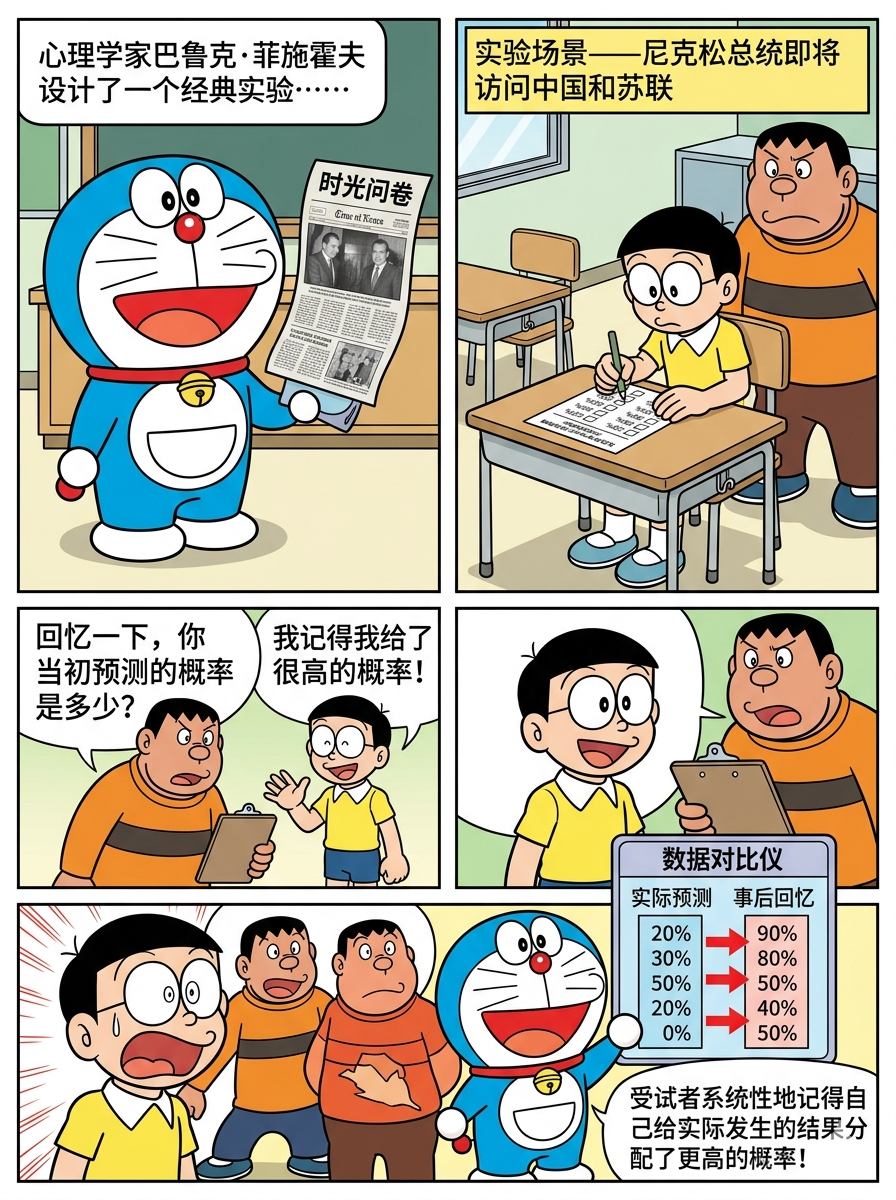 心理学家巴鲁克·菲施霍夫
设计了一个经典实验……
时光问卷
实验场景——尼克松总统即将
访问中国和苏联
回忆一下，你
当初预测的概率
是多少？
我记得我给了
很高的概率！
数据对比仪
实际预测 事后回忆
20% 90%
30% 80%
50% 50%
20% 40%
0% 50%
受试者系统性地记得自
己给实际发生的结果分
配了更高的概率！